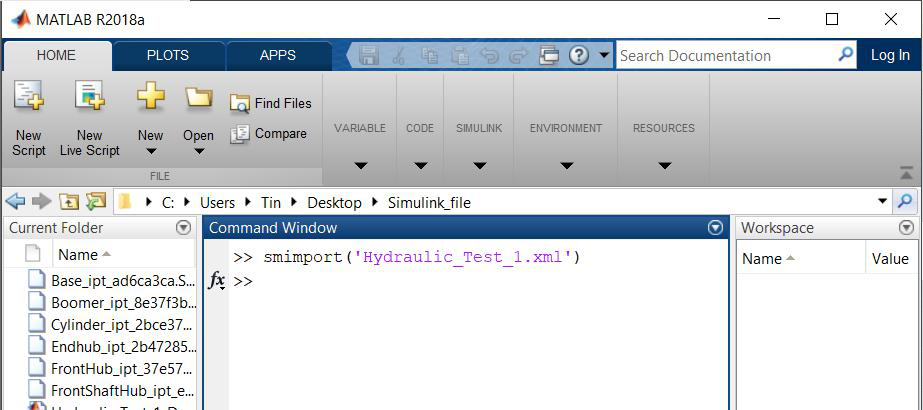 MATLAB R2018a
HOME PLOTS APPS Search Documentation Log In
New Script
New Live Script
New
Open
Find Files
Compare
FILE
VARIABLE
CODE
SIMULINK
ENVIRONMENT
RESOURCES
C: Users Tin Desktop Simulink_file
Current Folder
Name
Base_ipt_ad6ca3ca.S...
Boomer_ipt_8e37f3b...
Cylinder_ipt_2bce37...
Endhub_ipt_2b47285...
FrontHub_ipt_37e57...
FrontShaftHub_ipt_e...
Command Window
>> smimport('Hydraulic_Test_1.xml')
fx >>
Workspace
Name Value